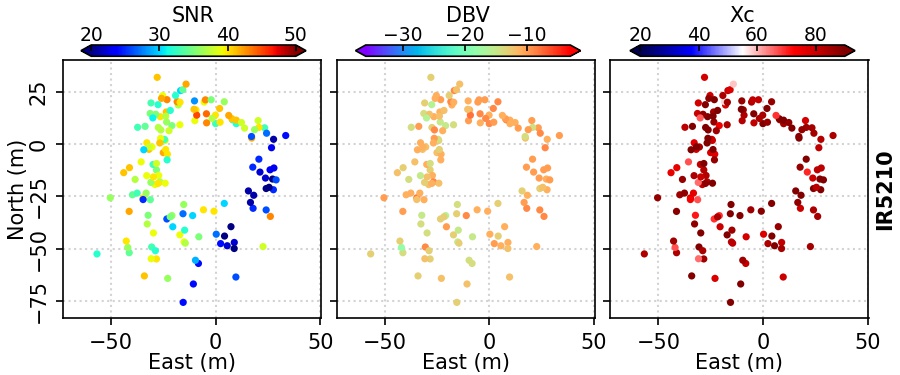 SNR DBV Xc
20 30 40 50 −30 −20 −10 20 40 60 80
North (m)
25
0
−25
−50
−75
−50 0 50 −50 0 50 −50 0 50
East (m) East (m) East (m)
IR5210